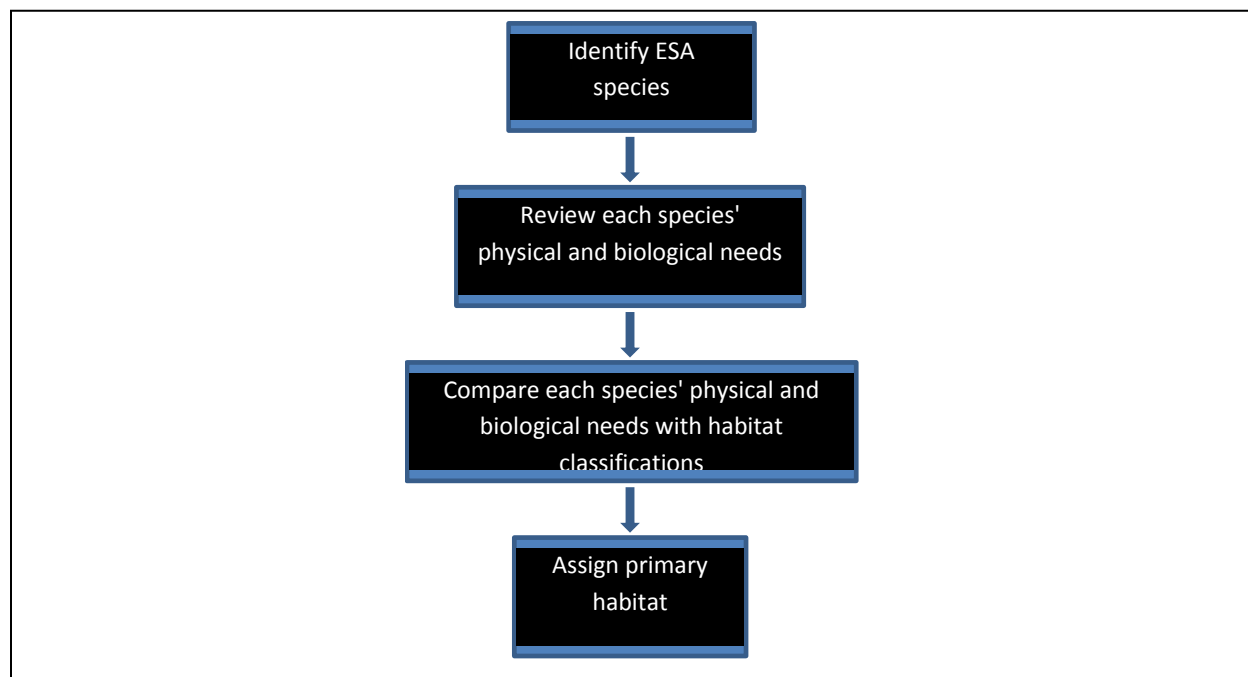 Identify ESA
species
Review each species'
physical and biological needs
Compare each species' physical and
biological needs with habitat
classifications
Assign primary
habitat